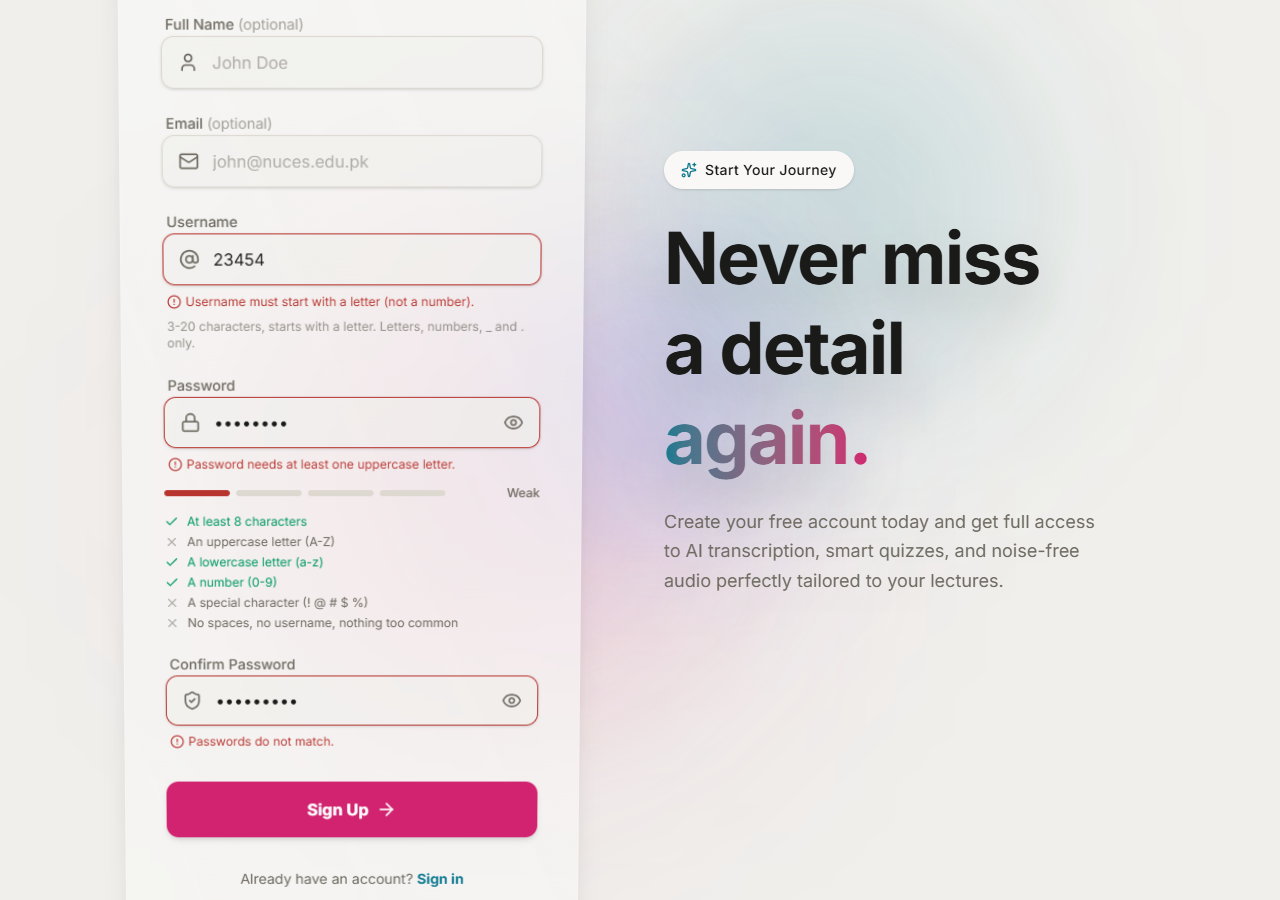 Full Name (optional)
John Doe
Email (optional)
john@nuces.edu.pk
Username
23454
Username must start with a letter (not a number).
3-20 characters, starts with a letter. Letters, numbers, _ and .
only.
Password
••••••••
Password needs at least one uppercase letter.
Weak
At least 8 characters
An uppercase letter (A-Z)
A lowercase letter (a-z)
A number (0-9)
A special character (! @ # $ %)
No spaces, no username, nothing too common
Confirm Password
•••••••••
Passwords do not match.
Sign Up →
Already have an account? Sign in
Start Your Journey
Never miss
a detail
again.
Create your free account today and get full access
to AI transcription, smart quizzes, and noise-free
audio perfectly tailored to your lectures.